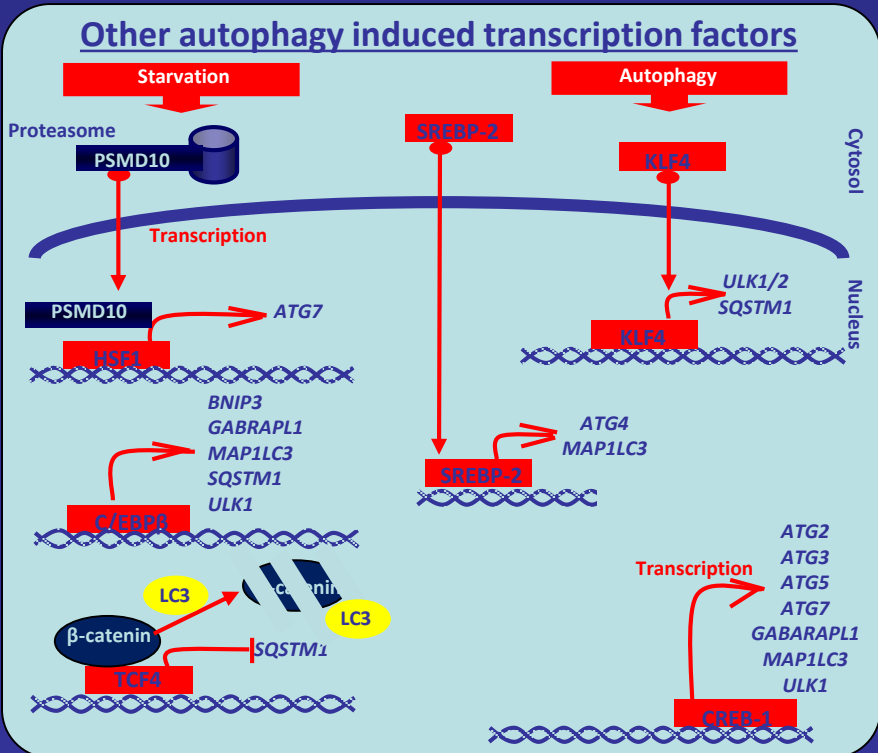 Other autophagy induced transcription factors
Starvation
Autophagy
Proteasome
PSMD10
SREBP-2
KLF4
Cytosol
Transcription
Nucleus
PSMD10
HSF1
ATG7
ULK1/2
SQSTM1
KLF4
BNIP3
GABRAPL1
MAP1LC3
SQSTM1
ULK1
C/EBPβ
ATG4
MAP1LC3
SREBP-2
LC3
β-catenin
LC3
-catenin
SQSTM1
TCF4
Transcription
ATG2
ATG3
ATG5
ATG7
GABARAPL1
MAP1LC3
ULK1
CREB-1